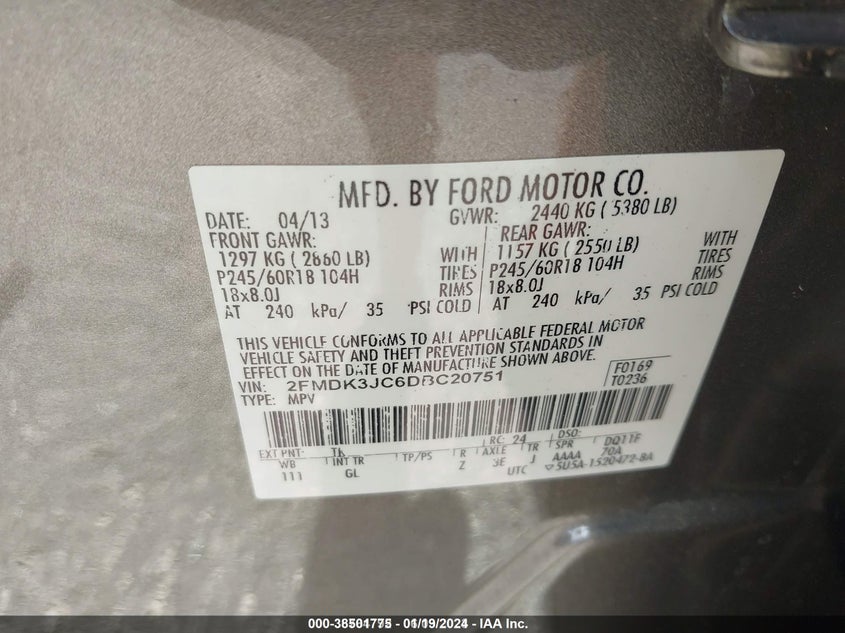 MFD. BY FORD MOTOR CO.
DATE: 04/13 GVWR: 2440 KG ( 5380 LB)
FRONT GAWR: REAR GAWR:
1297 KG ( 2860 LB) WITH 1157 KG ( 2550 LB) WITH
P245/60R18 104H TIRES P245/60R18 104H TIRES
18x8.0J RIMS 18x8.0J RIMS
AT 240 kPa/ 35 PSI COLD AT 240 kPa/ 35 PSI COLD
THIS VEHICLE CONFORMS TO ALL APPLICABLE FEDERAL MOTOR
VEHICLE SAFETY AND THEFT PREVENTION STANDARDS IN
EFFECT ON THE DATE OF MANUFACTURE SHOWN ABOVE.
VIN: 2FMDK3JC6DBC20751 F0169
TYPE: MPV T0236
EXT PNT: TK RC: 24 DSO:
WB INT TR TP/PS R AXLE TR SPR DQ11F
111 GL Z 3E J AAAA 70A
UTC ▽5U5A-1520472-BA
000-38501775 - 01/19/2024 - IAA Inc.